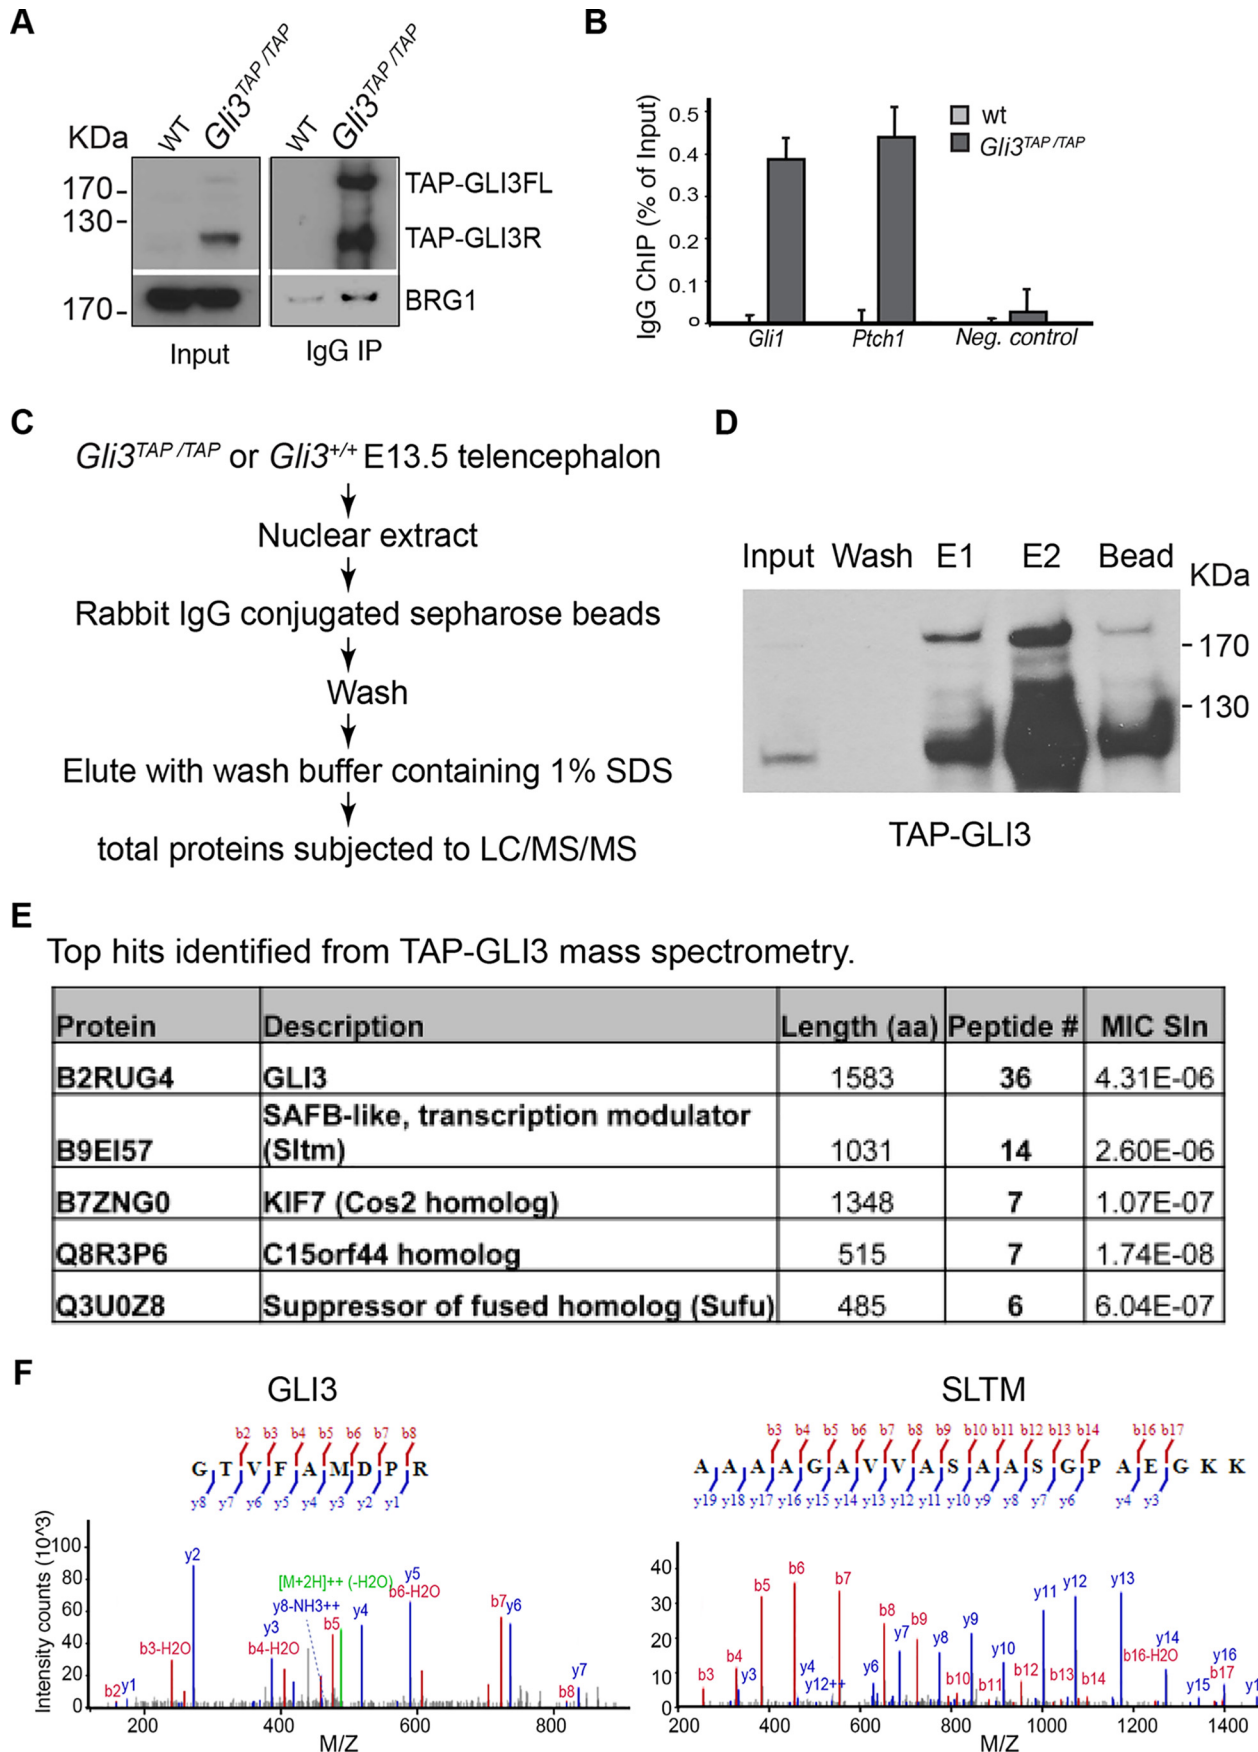 A
KDa
WT
Gli3TAP/TAP
WT
Gli3TAP/TAP
170-
130-
170-
TAP-GLI3FL
TAP-GLI3R
BRG1
Input
IgG IP
B
IgG ChIP (% of Input)
0.5
0.4
0.3
0.2
0.1
0
wt
Gli3TAP/TAP
Gli1
Ptch1
Neg. control
C
Gli3TAP/TAP or Gli3+/+ E13.5 telencephalon
Nuclear extract
Rabbit IgG conjugated sepharose beads
Wash
Elute with wash buffer containing 1% SDS
total proteins subjected to LC/MS/MS
D
Input Wash E1 E2 Bead
KDa
- 170
- 130
TAP-GLI3
E
Top hits identified from TAP-GLI3 mass spectrometry.
Protein Description Length (aa) Peptide # MIC SIn
B2RUG4 GLI3 1583 36 4.31E-06
SAFB-like, transcription modulator
B9EI57 (Sltm) 1031 14 2.60E-06
B7ZNG0 KIF7 (Cos2 homolog) 1348 7 1.07E-07
Q8R3P6 C15orf44 homolog 515 7 1.74E-08
Q3U0Z8 Suppressor of fused homolog (Sufu) 485 6 6.04E-07
F
GLI3
b2 b3 b4 b5 b6 b7 b8
G T V F A M D P R
y8 y7 y6 y5 y4 y3 y2 y1
Intensity counts (10^3)
100
80
60
40
20
0
b2
y1
b3-H2O
y2
y3
b4-H2O
[M+2H]++ (-H2O)
y8-NH3++
b5
y4
y5
b6-H2O
b7
y6
b8
y7
200 400 600 800
M/Z
SLTM
b3 b4 b5 b6 b7 b8 b9 b10 b11 b12 b13 b14 b16 b17
A A A A G A V V A S A A S G P A E G K K
y19 y18 y17 y16 y15 y14 y13 y12 y11 y10 y9 y8 y7 y6 y4 y3
40
30
20
10
0
b3
b4
y3
b5
b6
y4
y12++
b7
y6
b8
y7
b9
y8
b10
y9
b11
y10
b12
y11
b13
y12
b14
y13
b16-H2O
y14
y15
y16
b17
200 400 600 800 1000 1200 1400
M/Z